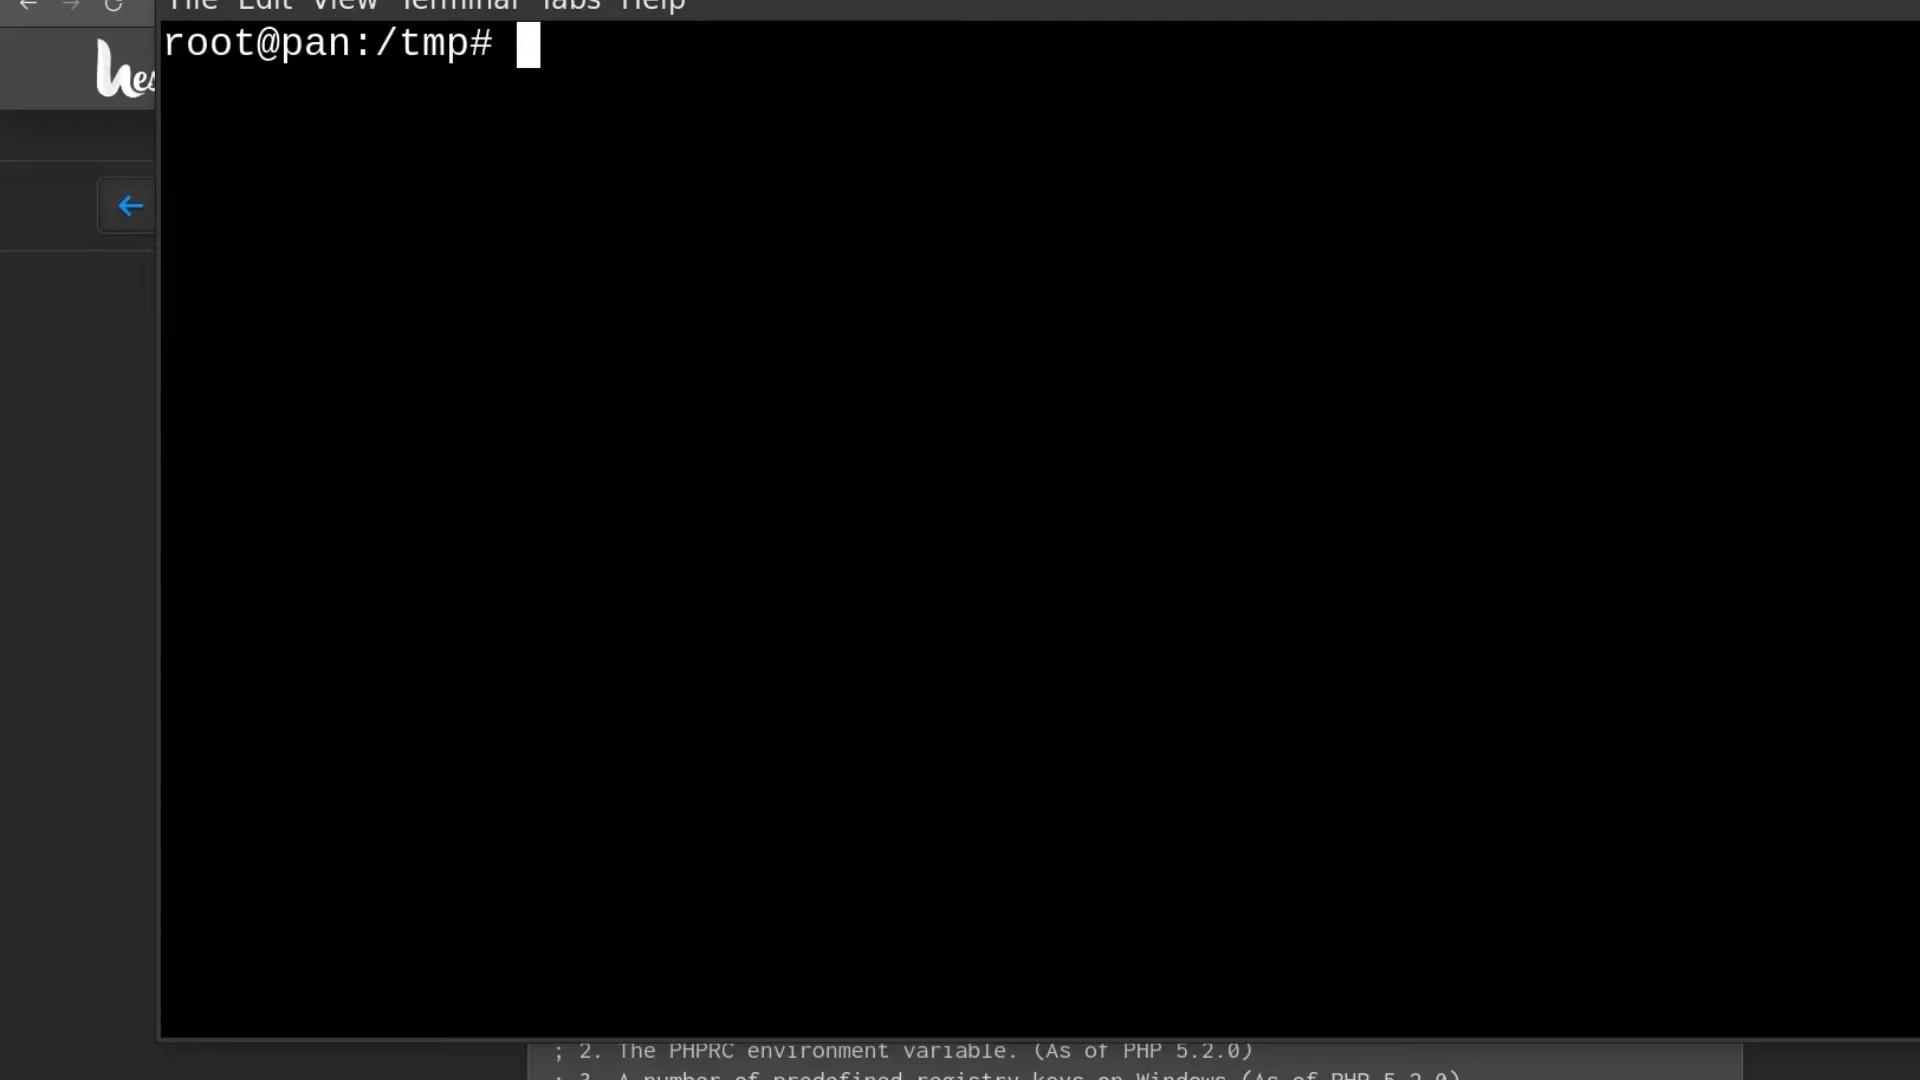 File Edit View Terminal Tabs Help
root@pan:/tmp#
hes
; 2. The PHPRC environment variable. (As of PHP 5.2.0)
; 3. A number of predefined registry keys on Windows (As of PHP 5.2.0)